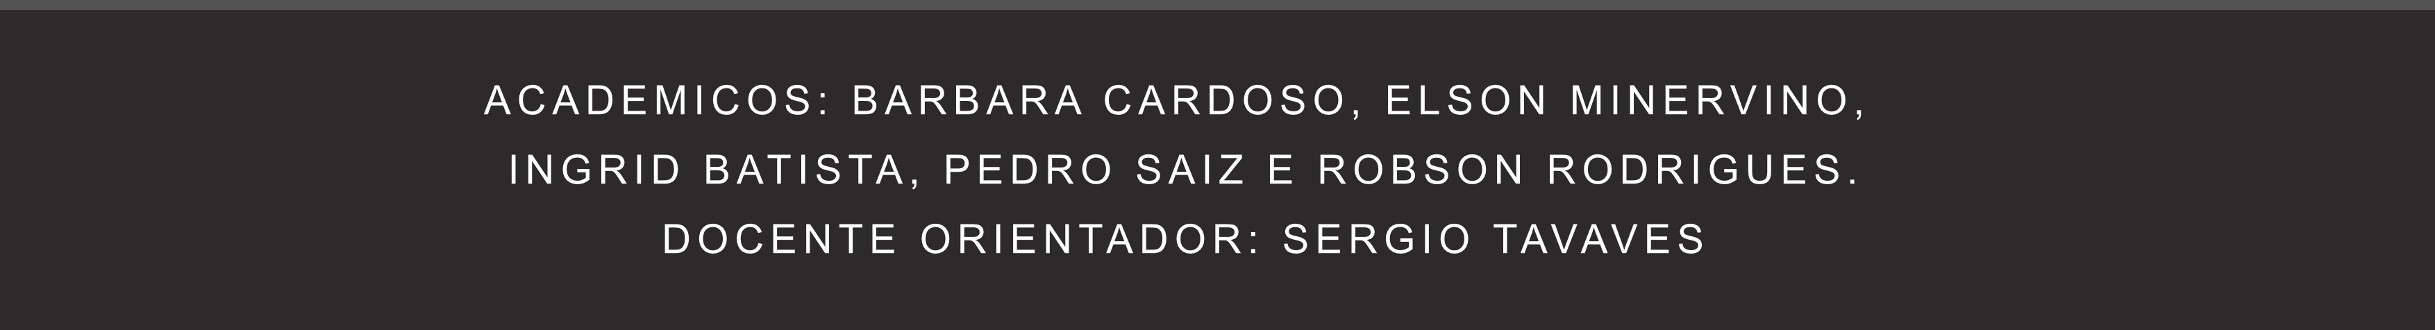 ACADEMICOS: BARBARA CARDOSO, ELSON MINERVINO,
INGRID BATISTA, PEDRO SAIZ E ROBSON RODRIGUES.
DOCENTE ORIENTADOR: SERGIO TAVAVES